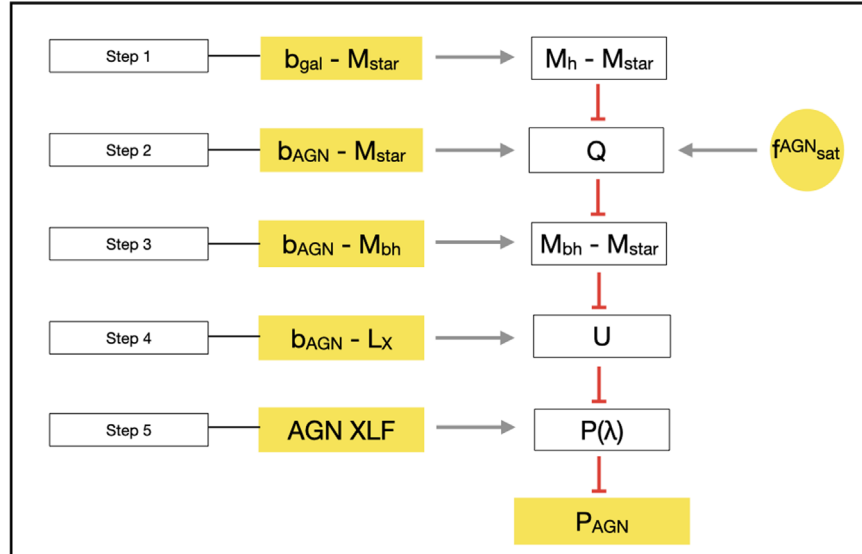 Step 1
b_gal - M_star
M_h - M_star
Step 2
b_AGN - M_star
Q
f^AGN_sat
Step 3
b_AGN - M_bh
M_bh - M_star
Step 4
b_AGN - L_X
U
Step 5
AGN XLF
P(λ)
P_AGN